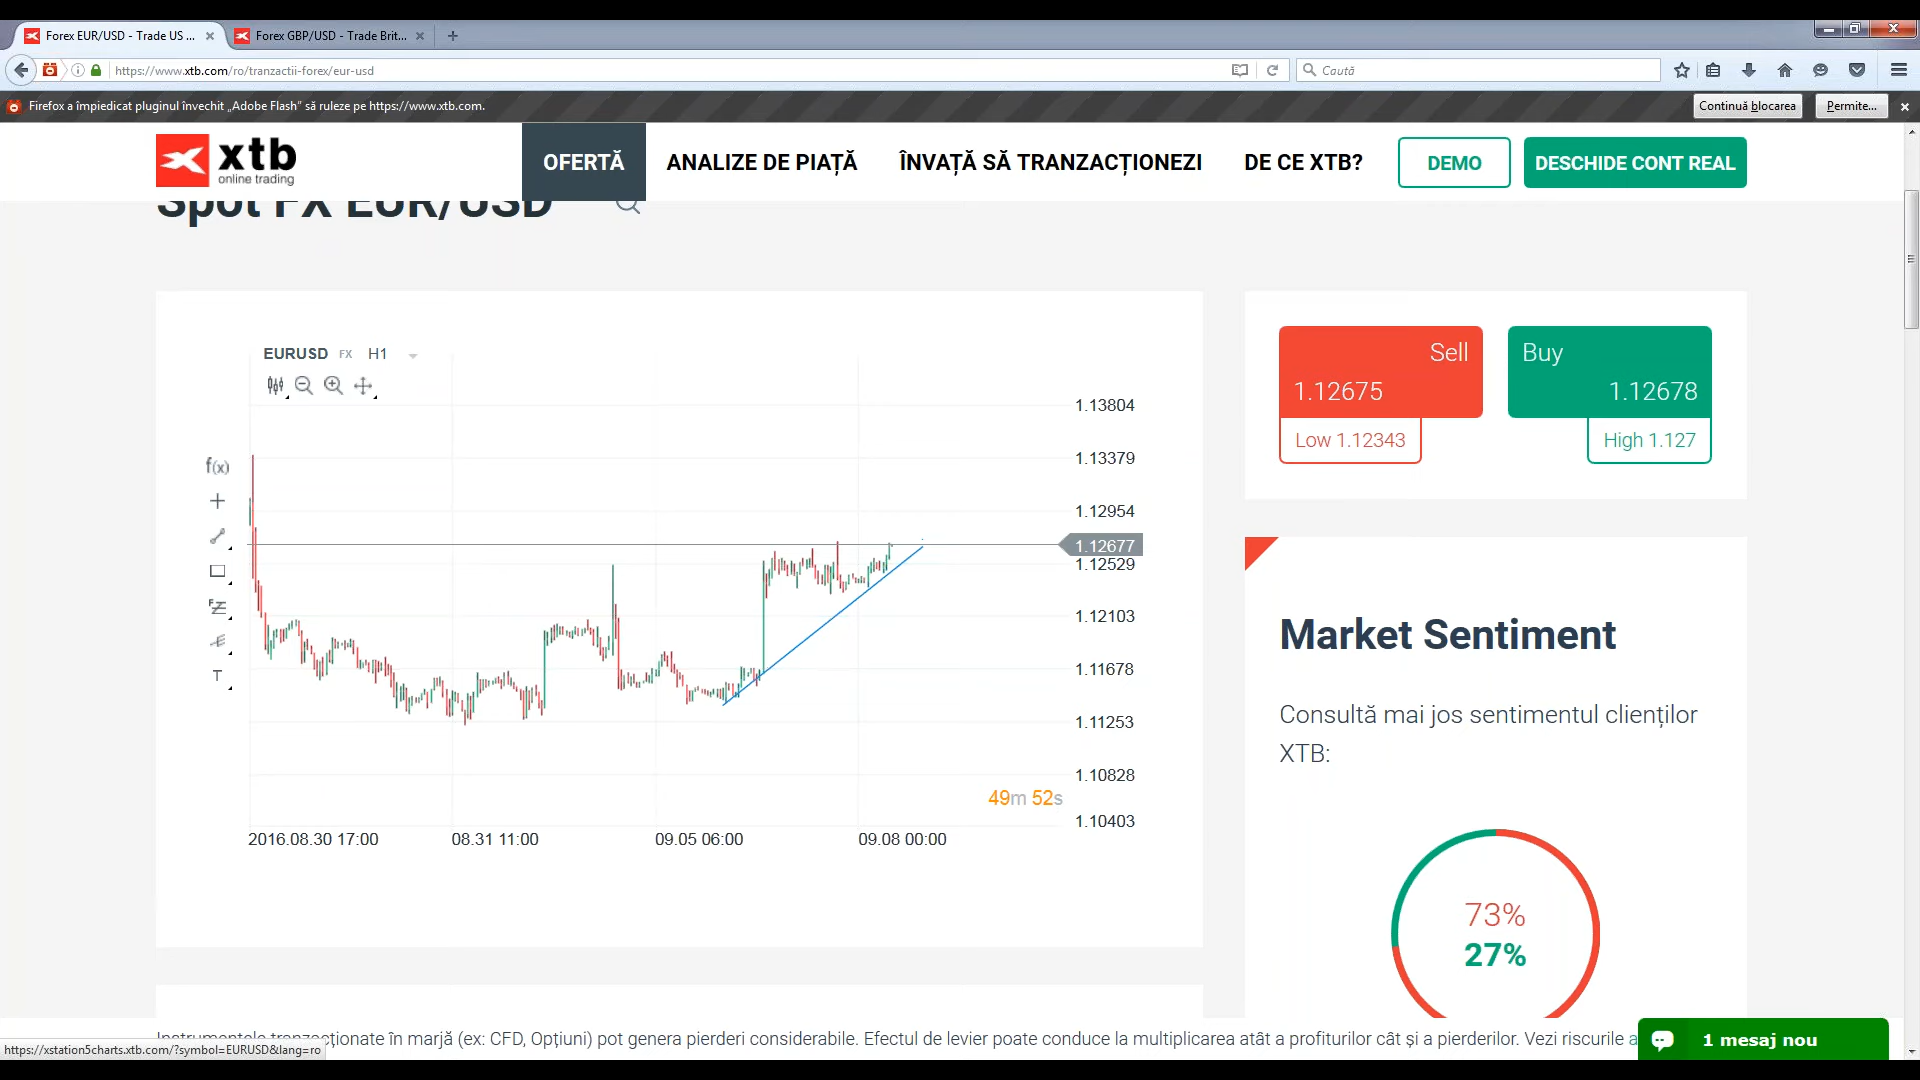 Forex EUR/USD - Trade US ...
Forex GBP/USD - Trade Brit...
https://www.xtb.com/ro/tranzactii-forex/eur-usd
Caută
Firefox a împiedicat pluginul învechit „Adobe Flash” să ruleze pe https://www.xtb.com.
Continuă blocarea
Permite...
xtb
online trading
OFERTĂ
ANALIZE DE PIAȚĂ
ÎNVAȚĂ SĂ TRANZACȚIONEZI
DE CE XTB?
DEMO
DESCHIDE CONT REAL
Spot FX EUR/USD
EURUSD FX H1
f(x)
T
1.13804
1.13379
1.12954
1.12677
1.12529
1.12103
1.11678
1.11253
1.10828
1.10403
49m 52s
2016.08.30 17:00
08.31 11:00
09.05 06:00
09.08 00:00
Sell
1.12675
Low 1.12343
Buy
1.12678
High 1.127
Market Sentiment
Consultă mai jos sentimentul clienților
XTB:
73%
27%
Instrumentele tranzacționate în marjă (ex: CFD, Opțiuni) pot genera pierderi considerabile. Efectul de levier poate conduce la multiplicarea atât a profiturilor cât și a pierderilor. Vezi riscurile a
https://xstation5charts.xtb.com/?symbol=EURUSD&lang=ro
1 mesaj nou